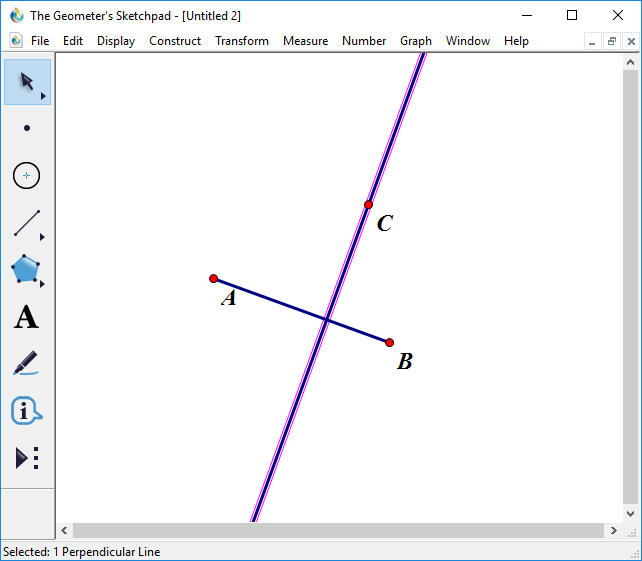 The Geometer's Sketchpad - [Untitled 2]
File Edit Display Construct Transform Measure Number Graph Window Help
C
A
B
A
i
Selected: 1 Perpendicular Line